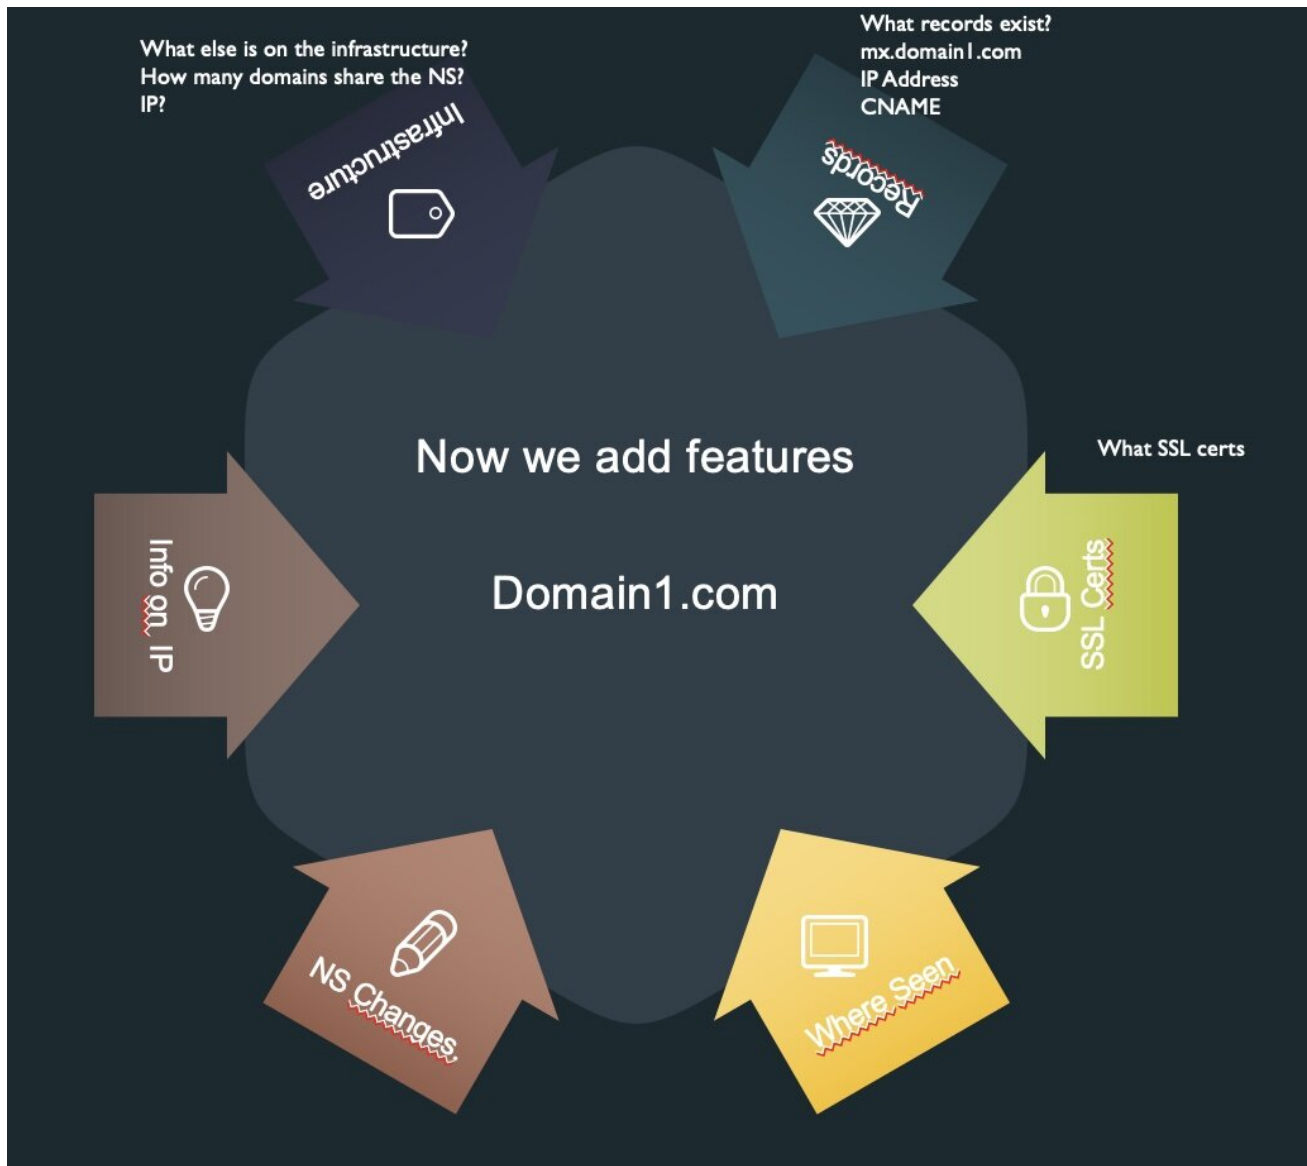 What else is on the infrastructure?
How many domains share the NS?
IP?
What records exist?
mx.domain1.com
IP Address
CNAME
Infrastructure
Records
Now we add features
Domain1.com
What SSL certs
Info on IP
SSL Certs
NS Changes,
Where Seen